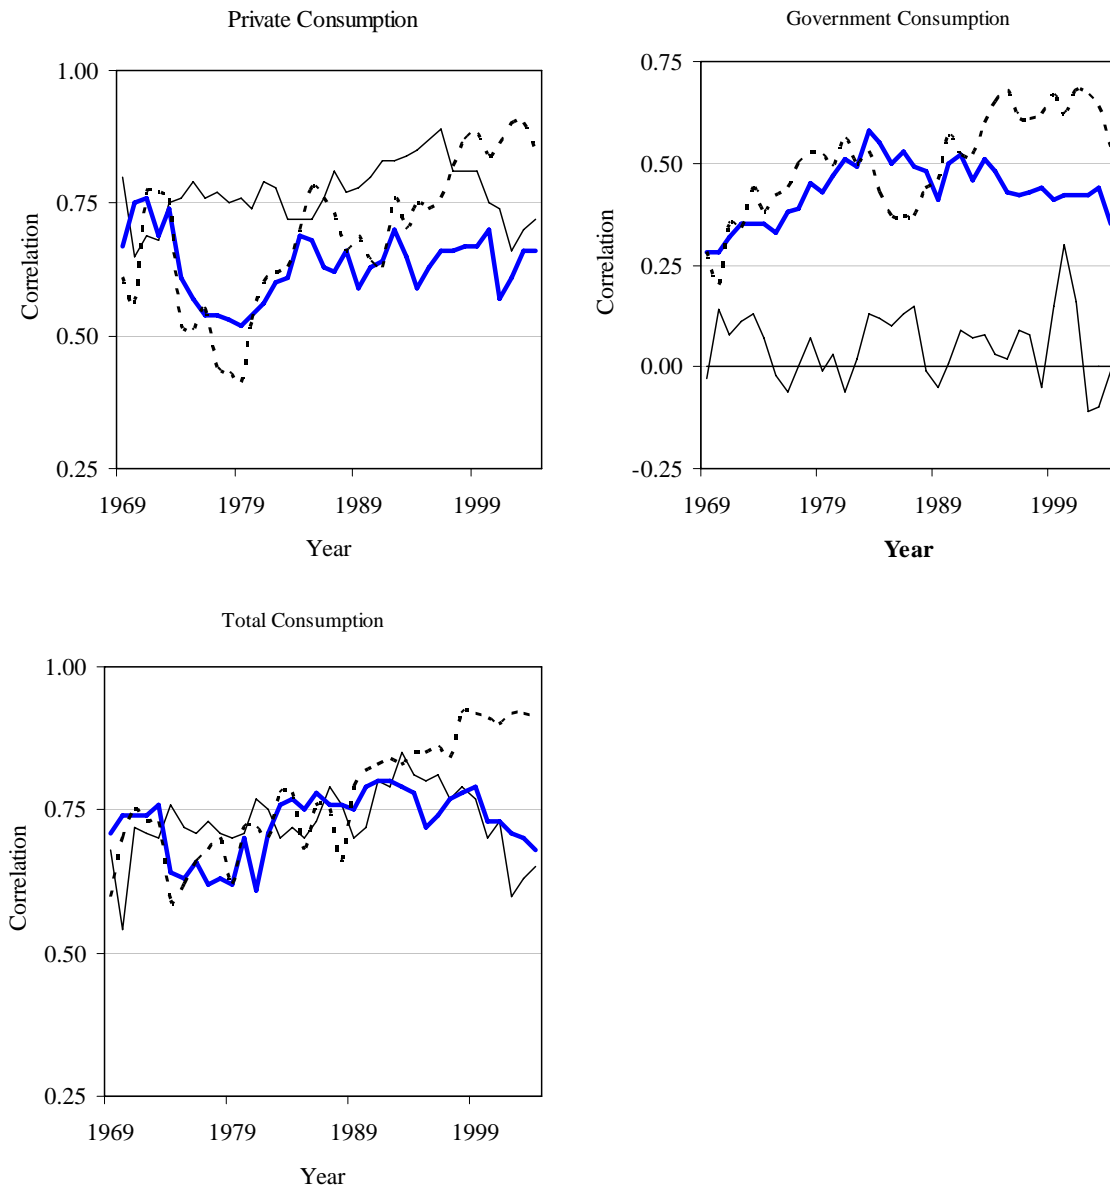 Private Consumption
1.00
0.75
0.50
0.25
Correlation
1969 1979 1989 1999
Year
Government Consumption
0.75
0.50
0.25
0.00
-0.25
Correlation
1969 1979 1989 1999
Year
Total Consumption
1.00
0.75
0.50
0.25
Correlation
1969 1979 1989 1999
Year